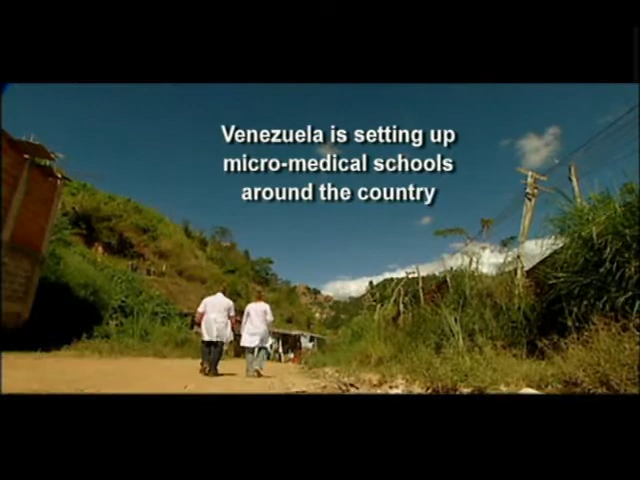 Venezuela is setting up
micro-medical schools
around the country